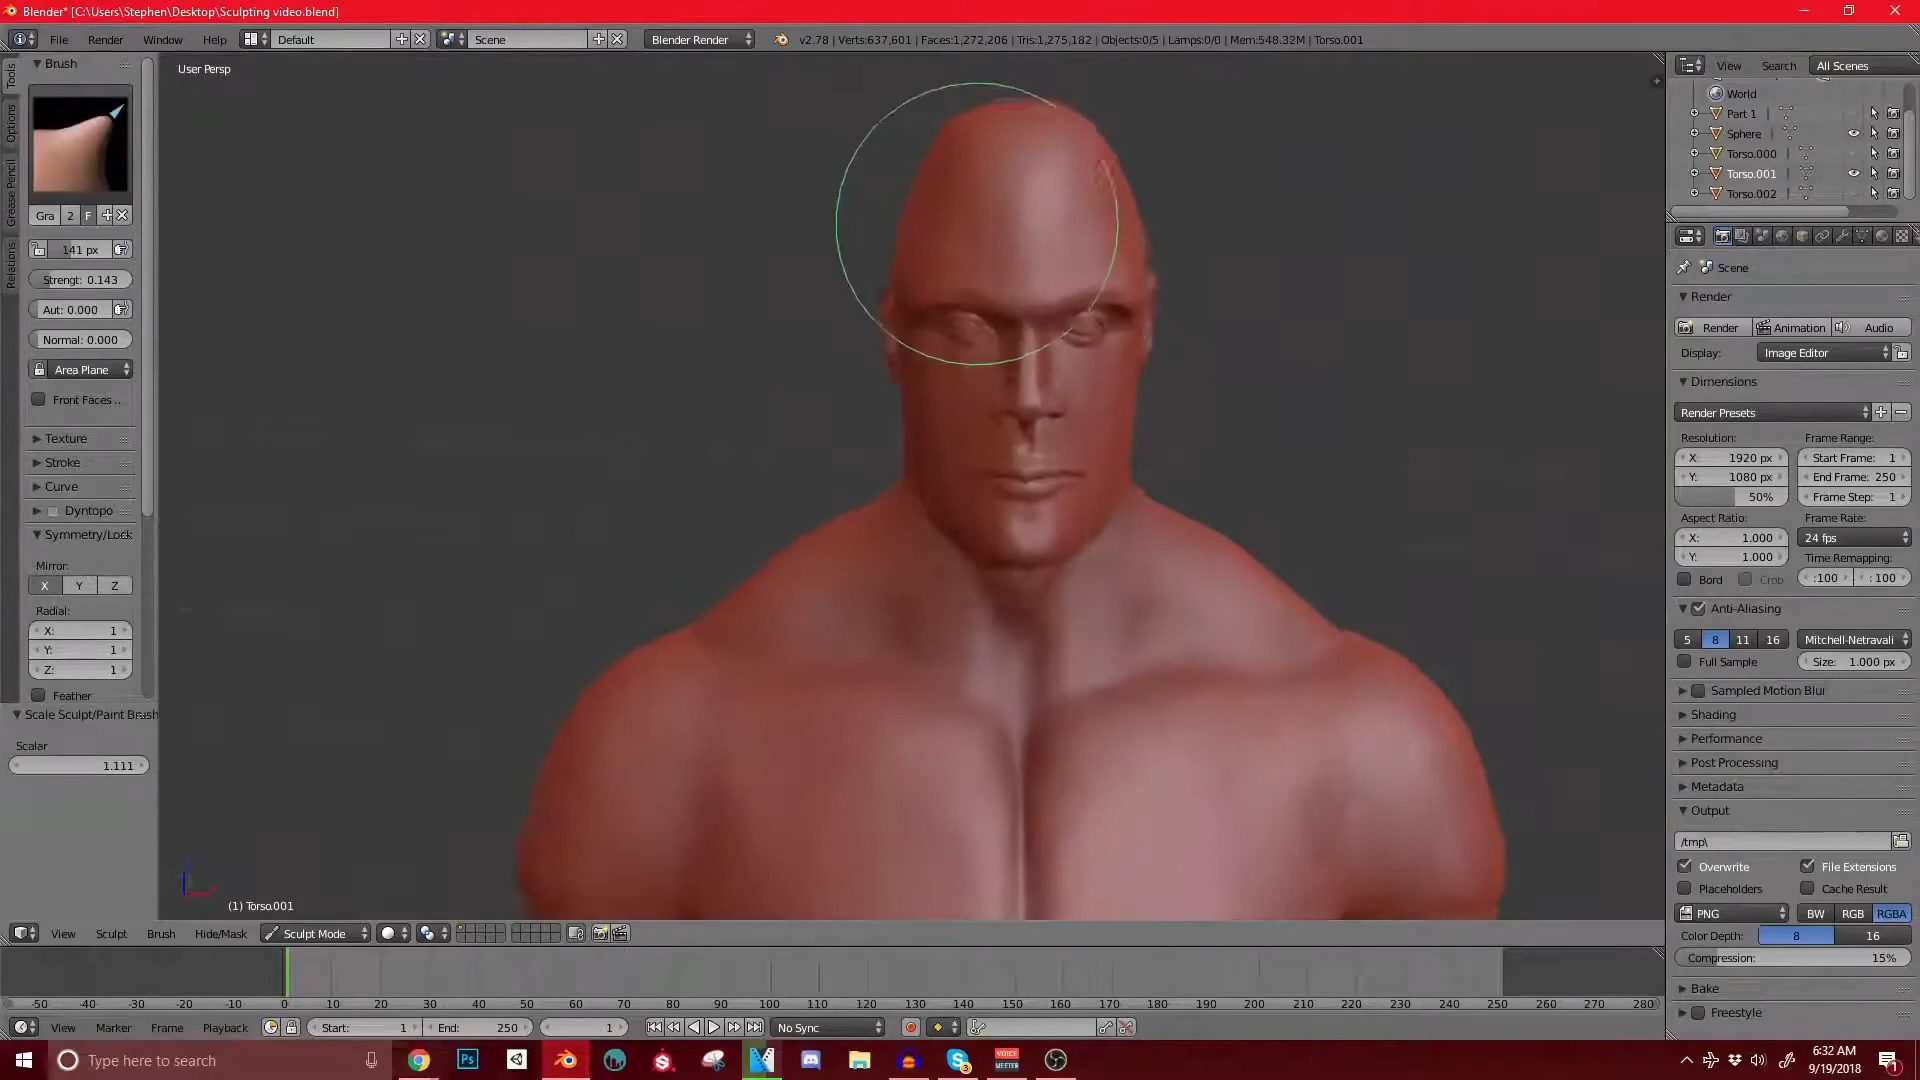 Blender* [C:\Users\Stephen\Desktop\Sculpting video.blend]
File Render Window Help Default Scene Blender Render v2.78 | Verts:637,601 | Faces:1,272,206 | Tris:1,275,182 | Objects:0/5 | Lamps:0/0 | Mem:548.32M | Torso.001
Tools
Options
Grease Pencil
Relations
Brush
Gra 2 F
141 px
Strengt: 0.143
Aut: 0.000
Normal: 0.000
Area Plane
Front Faces ..
Texture
Stroke
Curve
Dyntopo
Symmetry/Lock
Mirror:
X Y Z
Radial:
X: 1
Y: 1
Z: 1
Feather
Scale Sculpt/Paint Brush
Scalar
1.111
User Persp
(1) Torso.001
View Sculpt Brush Hide/Mask Sculpt Mode
View Search All Scenes
World
Part 1
Sphere
Torso.000
Torso.001
Torso.002
Scene
Render
Render Animation Audio
Display: Image Editor
Dimensions
Render Presets
Resolution: Frame Range:
X: 1920 px Start Frame: 1
Y: 1080 px End Frame: 250
50% Frame Step: 1
Aspect Ratio: Frame Rate:
X: 1.000 24 fps
Y: 1.000 Time Remapping:
Bord Crop :100 : 100
Anti-Aliasing
5 8 11 16 Mitchell-Netravali
Full Sample Size: 1.000 px
Sampled Motion Blur
Shading
Performance
Post Processing
Metadata
Output
/tmp\
Overwrite File Extensions
Placeholders Cache Result
PNG BW RGB RGBA
Color Depth: 8 16
Compression: 15%
Bake
Freestyle
-50 -40 -30 -20 -10 0 10 20 30 40 50 60 70 80 90 100 110 120 130 140 150 160 170 180 190 200 210 220 230 240 250 260 270 280
View Marker Frame Playback Start: 1 End: 250 1 No Sync
Type here to search
Ps
VOICE
MEETER
3
6:32 AM
9/19/2018
1